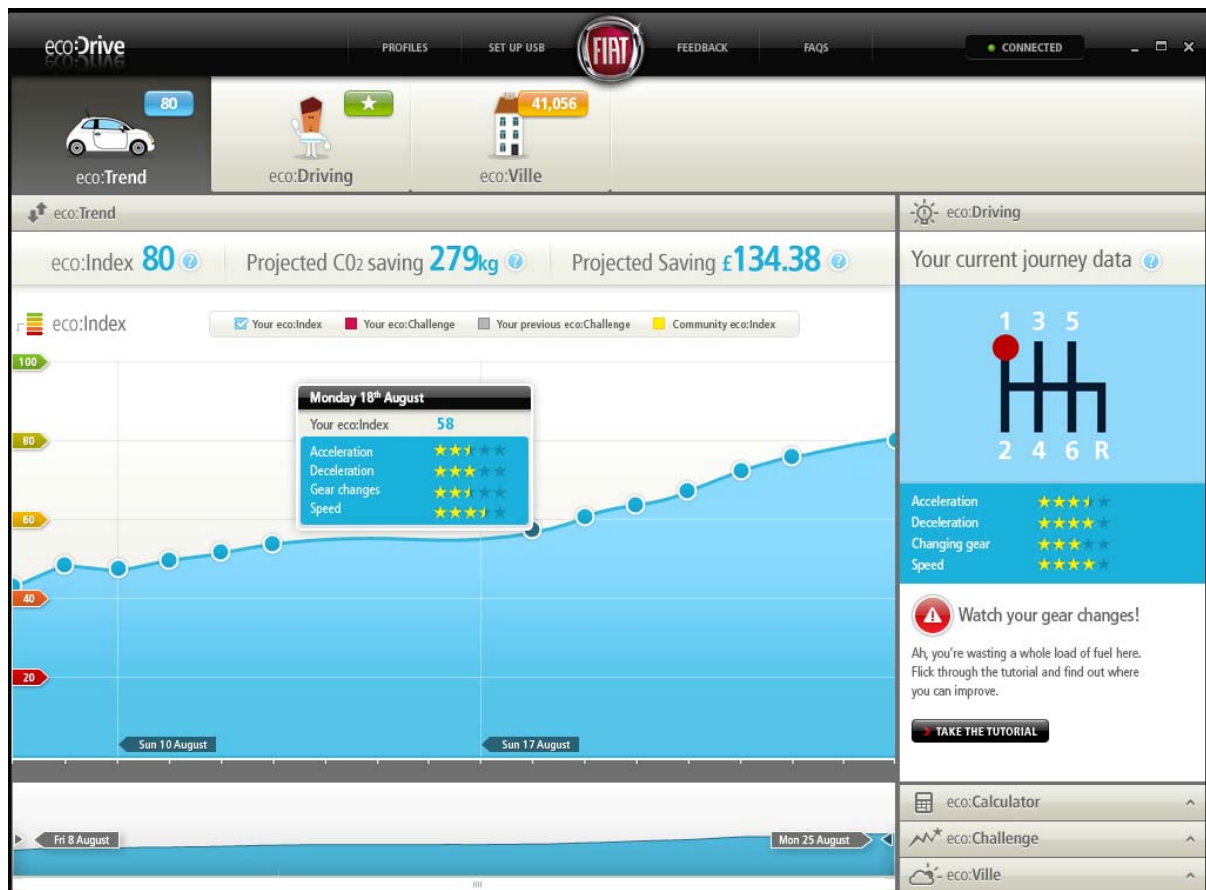 eco:Drive
PROFILES
SET UP USB
FIAT
FEEDBACK
FAQS
CONNECTED
80
eco:Trend
eco:Driving
41,056
eco:Ville
eco:Trend
eco:Index 80 ?
Projected CO2 saving 279kg ?
Projected Saving £134.38 ?
eco:Index
Your eco:Index
Your eco:Challenge
Your previous eco:Challenge
Community eco:Index
100
80
60
40
20
Monday 18th August
Your eco:Index 58
Acceleration
Deceleration
Gear changes
Speed
Sun 10 August
Sun 17 August
Fri 8 August
Mon 25 August
eco:Driving
Your current journey data ?
1 3 5
2 4 6 R
Acceleration
Deceleration
Changing gear
Speed
Watch your gear changes!
Ah, you're wasting a whole load of fuel here.
Flick through the tutorial and find out where
you can improve.
TAKE THE TUTORIAL
eco:Calculator
eco:Challenge
eco:Ville